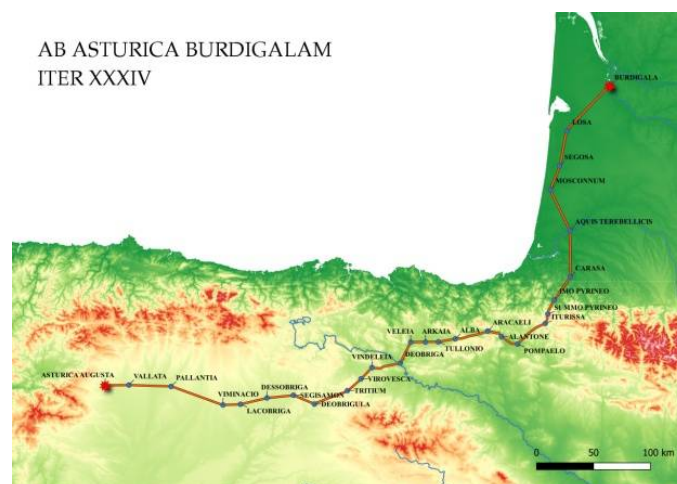 AB ASTURICA BURDIGALAM
ITER XXXIV
BURDIGALA
LOSA
SEGOSA
MOSCONNUM
AQUIS TEREBELLICIS
CARASA
IMO PYRINEO
SUMMO PYRINEO
ITURISSA
ARACAELI
VELEIA
ARKAIA
ALBA
ALANTONE
TULLONIO
POMPAELO
VINDELEIA
DEOBRIGA
ASTURICA AUGUSTA
VALLATA
PALLANTIA
VIROVESCA
DESSOBRIGA
SEGISAMON
TRITIUM
VIMINACIO
DEOBRIGULA
LACOBRIGA
0 50 100 km